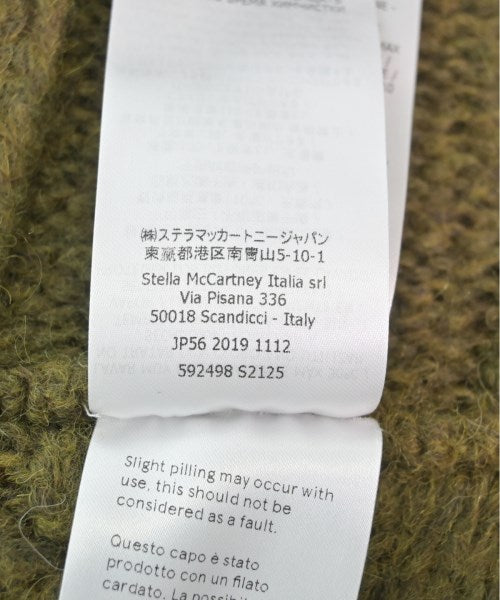 ㈱ステラマッカートニージャパン
東京都港区南青山5-10-1
Stella McCartney Italia srl
Via Pisana 336
50018 Scandicci - Italy
JP56 2019 1112
592498 S2125
Slight pilling may occur with
use, this should not be
considered as a fault.
Questo capo è stato
prodotto con un filato
cardato. La possibilit